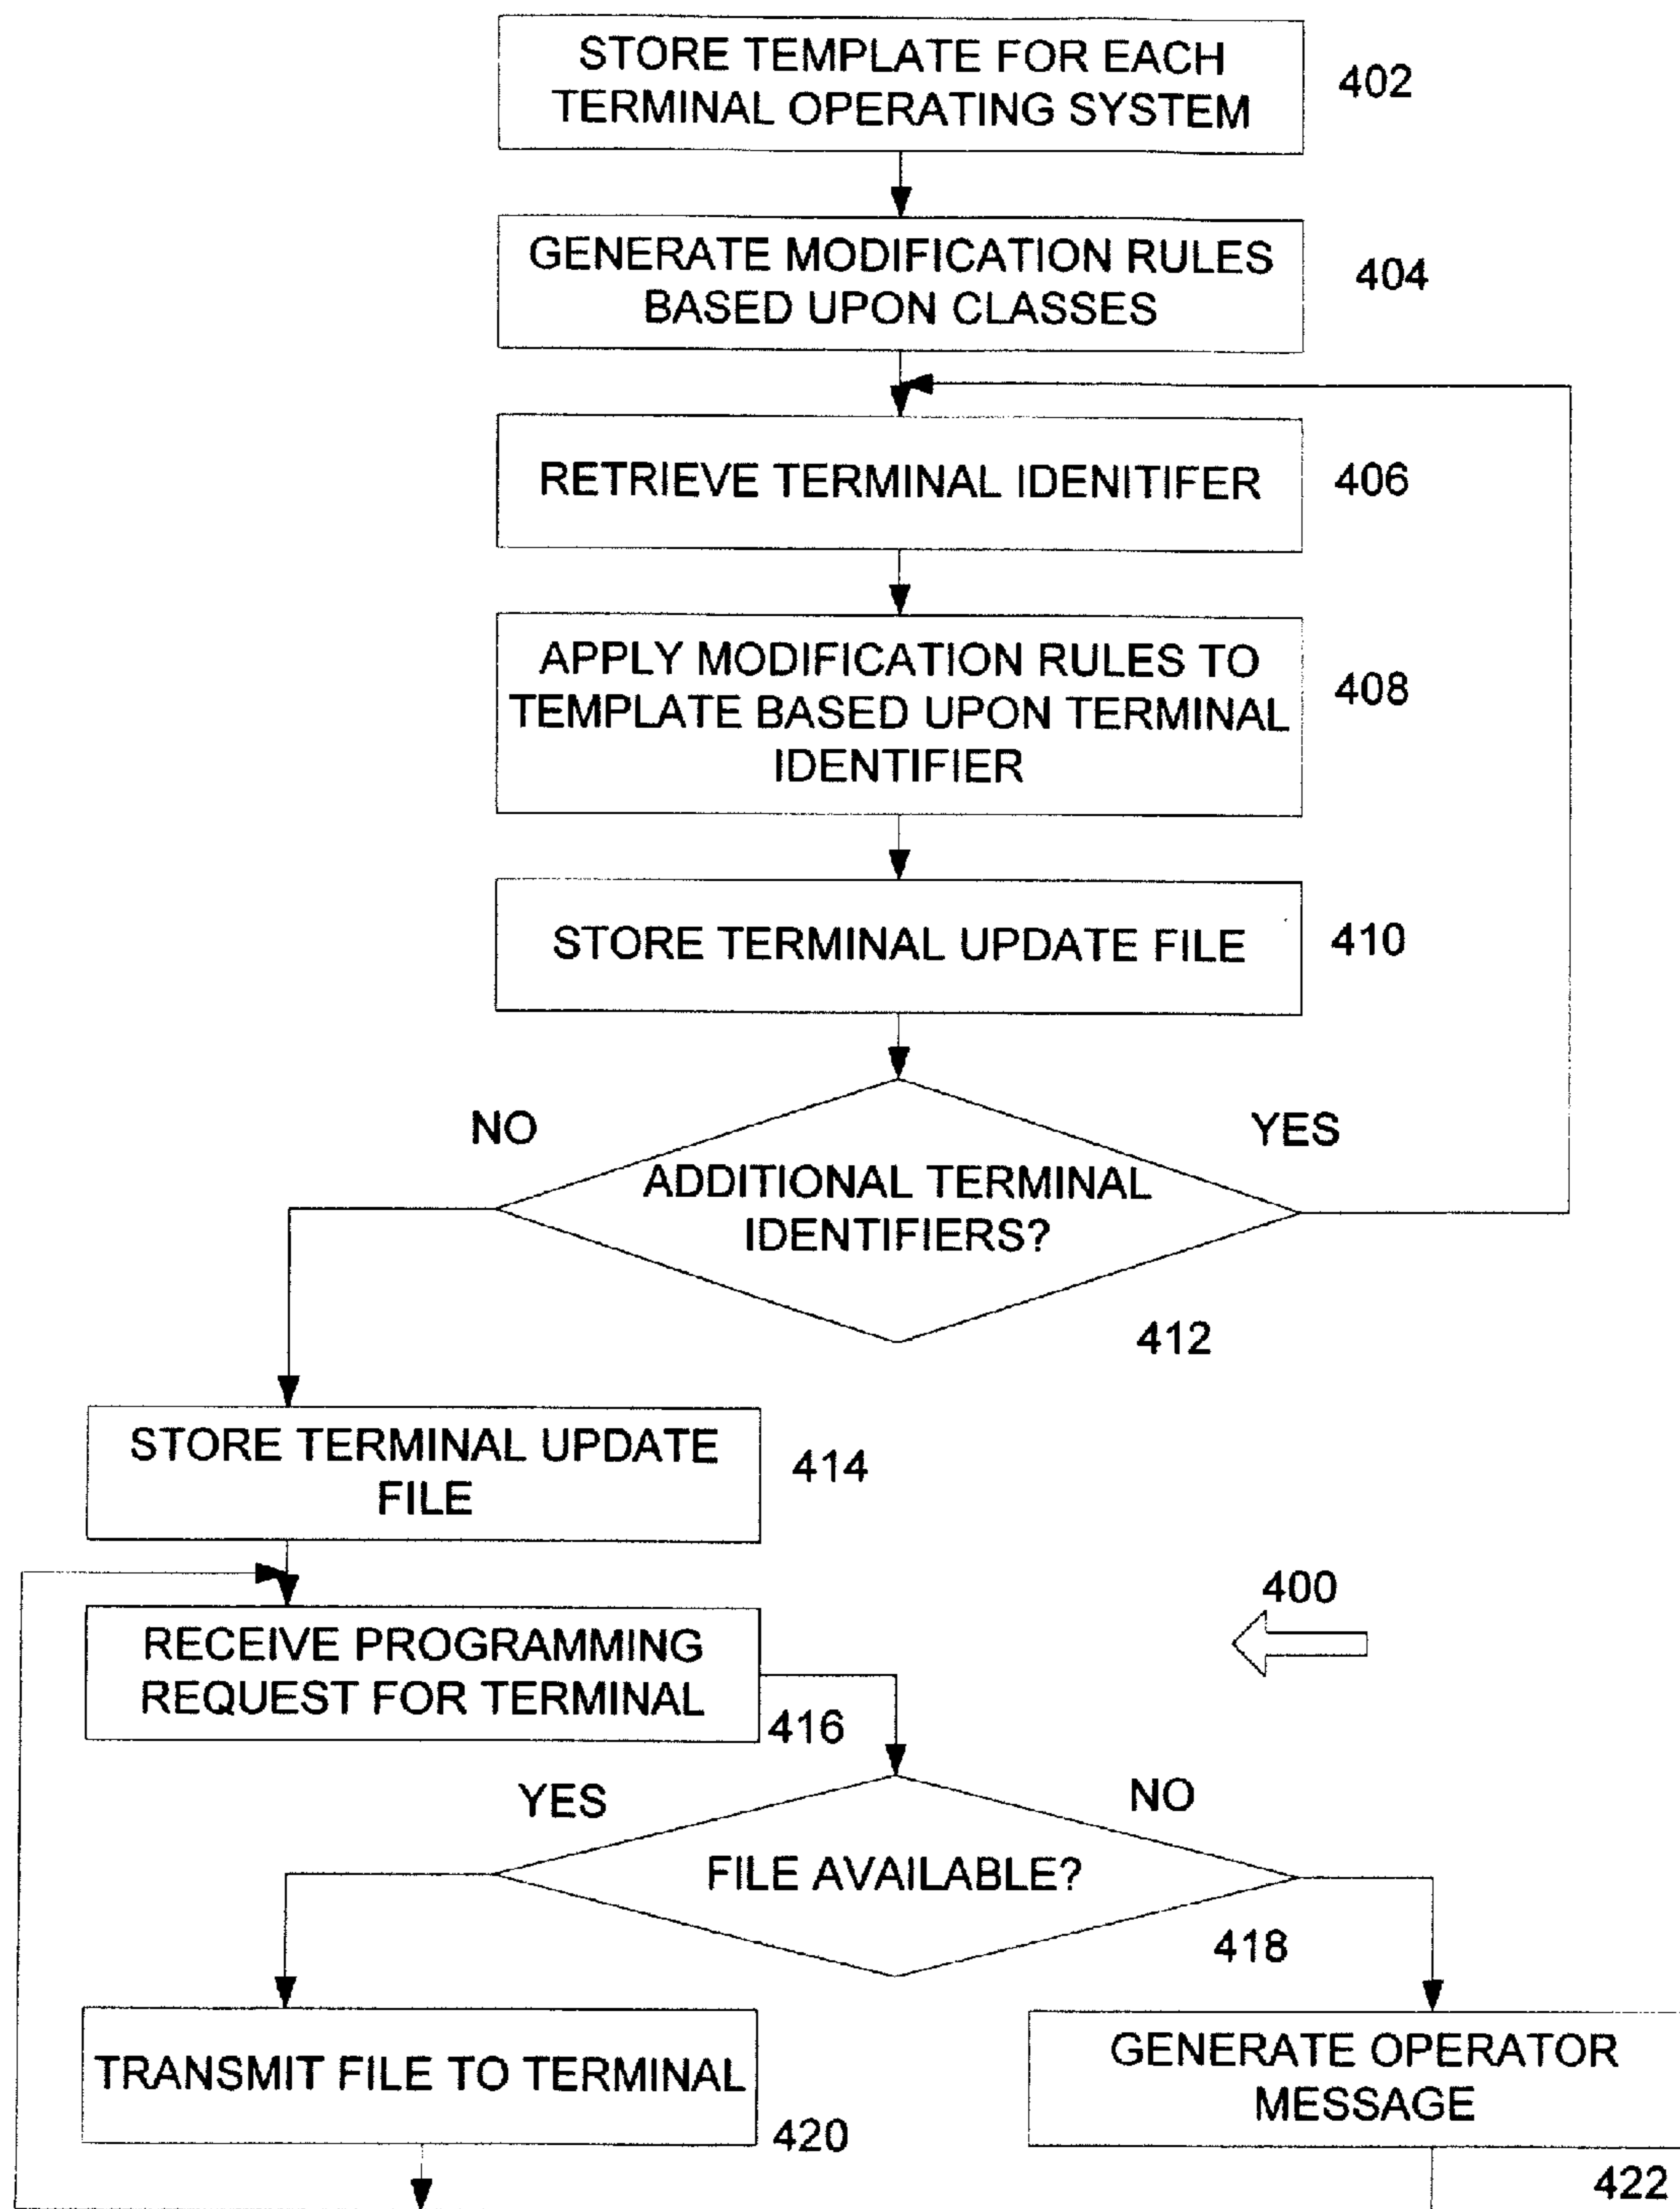 STORE TEMPLATE FOR EACH
TERMINAL OPERATING SYSTEM
402
GENERATE MODIFICATION RULES
BASED UPON CLASSES
404
RETRIEVE TERMINAL IDENITIFER
406
APPLY MODIFICATION RULES TO
TEMPLATE BASED UPON TERMINAL
IDENTIFIER
408
STORE TERMINAL UPDATE FILE
410
NO
YES
ADDITIONAL TERMINAL
IDENTIFIERS?
412
STORE TERMINAL UPDATE
FILE
414
400
RECEIVE PROGRAMMING
REQUEST FOR TERMINAL
416
YES
NO
FILE AVAILABLE?
418
TRANSMIT FILE TO TERMINAL
420
GENERATE OPERATOR
MESSAGE
422